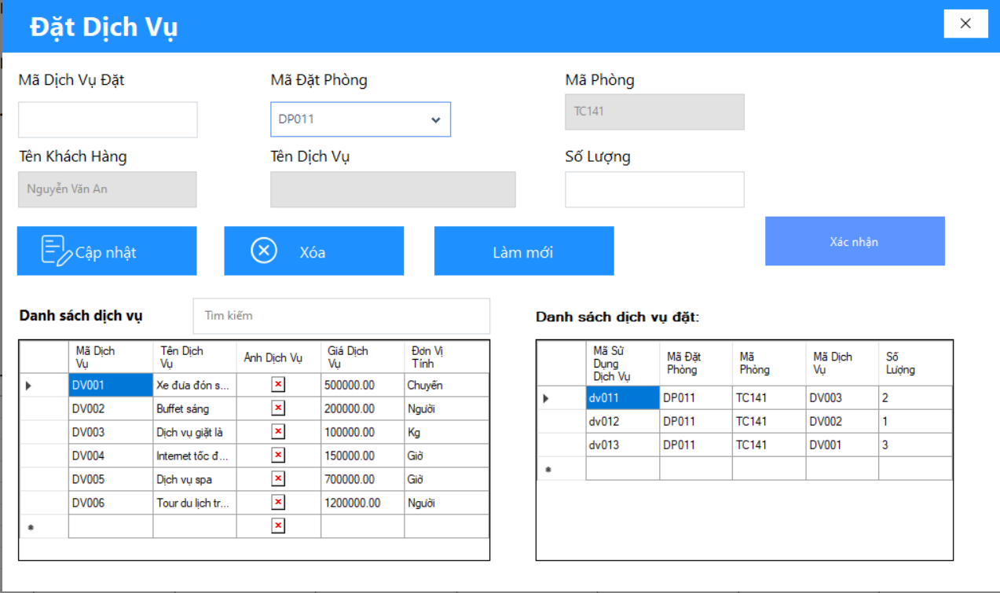 Đặt Dịch Vụ
Mã Dịch Vụ Đặt
Mã Đặt Phòng
Mã Phòng
DP011
TC141
Tên Khách Hàng
Tên Dịch Vụ
Số Lượng
Nguyễn Văn An
Cập nhật
Xóa
Làm mới
Xác nhận
Danh sách dịch vụ
Tìm kiếm
Danh sách dịch vụ đặt:
Mã Dịch Vụ Tên Dịch Vụ Ảnh Dịch Vụ Giá Dịch Vụ Đơn Vị Tính
DV001 Xe đưa đón s... 500000.00 Chuyến
DV002 Buffet sáng 200000.00 Người
DV003 Dịch vụ giặt là 100000.00 Kg
DV004 Internet tốc đ... 150000.00 Giờ
DV005 Dịch vụ spa 700000.00 Giờ
DV006 Tour du lịch tr... 1200000.00 Người
Mã Sử Dụng Dịch Vụ Mã Đặt Phòng Mã Phòng Mã Dịch Vụ Số Lượng
dv011 DP011 TC141 DV003 2
dv012 DP011 TC141 DV002 1
dv013 DP011 TC141 DV001 3